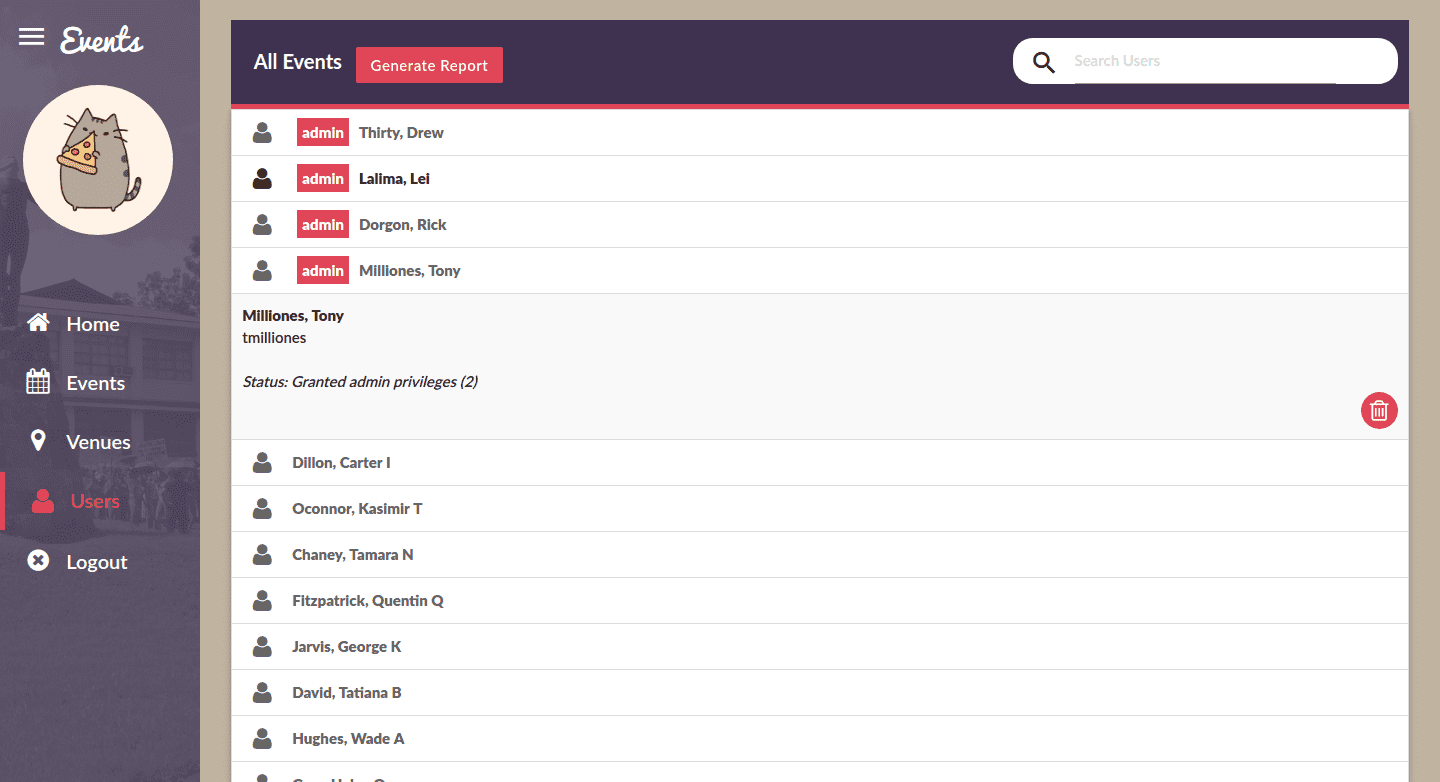 Events
Home
Events
Venues
Users
Logout
All Events
Generate Report
Search Users
admin Thirty, Drew
admin Lalima, Lei
admin Dorgon, Rick
admin Milliones, Tony
Milliones, Tony
tmilliones
Status: Granted admin privileges (2)
Dillon, Carter I
Oconnor, Kasimir T
Chaney, Tamara N
Fitzpatrick, Quentin Q
Jarvis, George K
David, Tatiana B
Hughes, Wade A